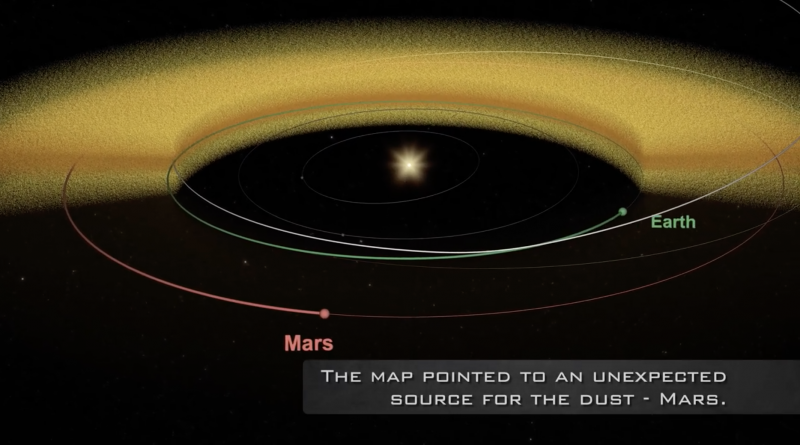 Earth
Mars
The map pointed to an unexpected
source for the dust - Mars.